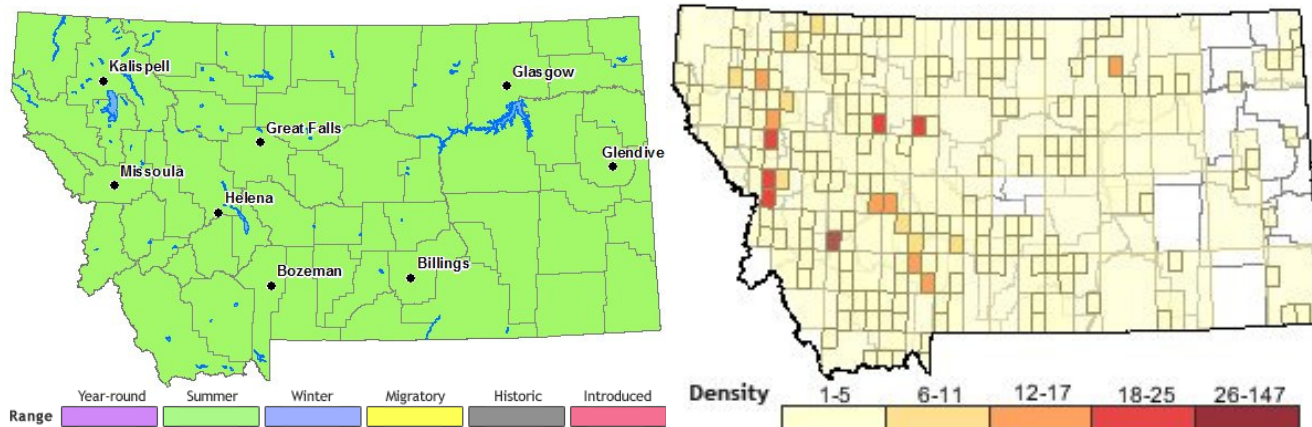 Kalispell
Glasgow
Great Falls
Glendive
Missoula
Helena
Bozeman
Billings
Range Year-round Summer Winter Migratory Historic Introduced
Density 1-5 6-11 12-17 18-25 26-147